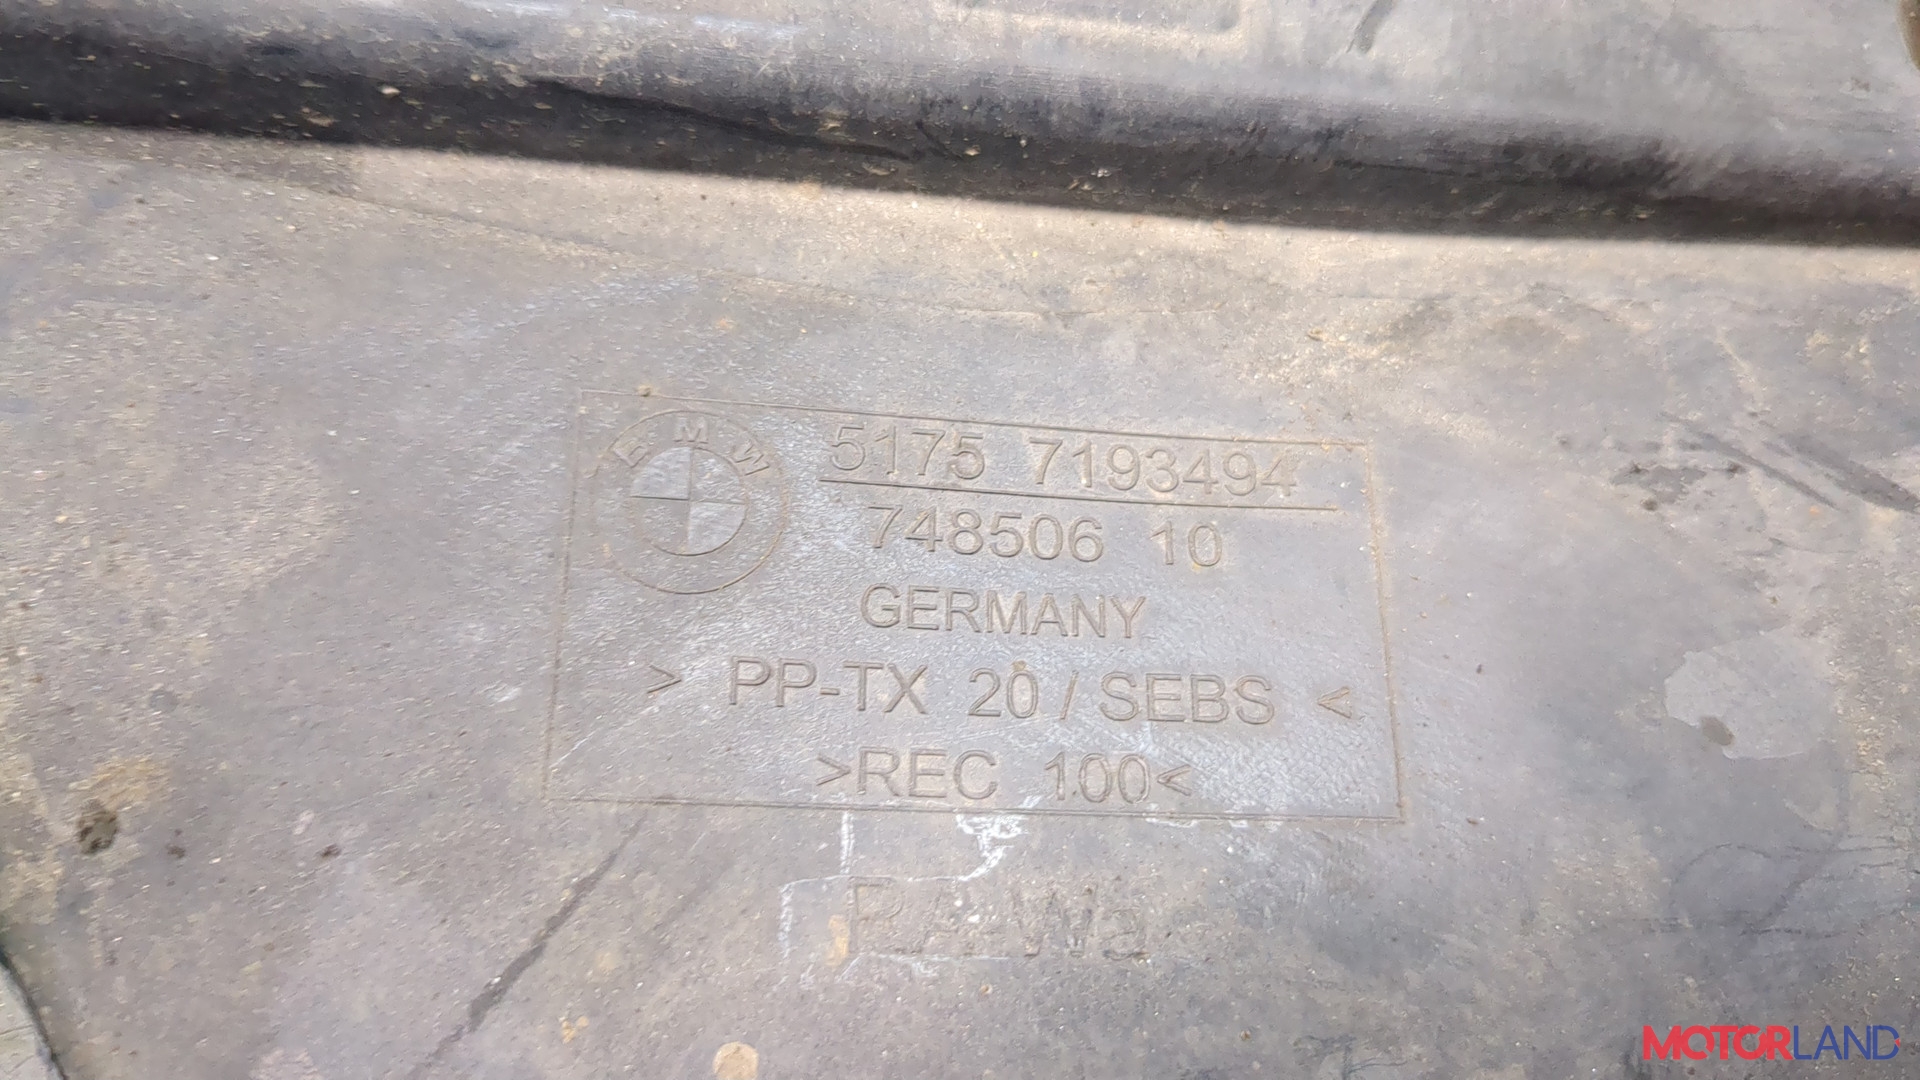 BMW
5175 7193494
748506 10
GERMANY
> PP-TX 20 / SEBS <
>REC 100<
MOTORLAND